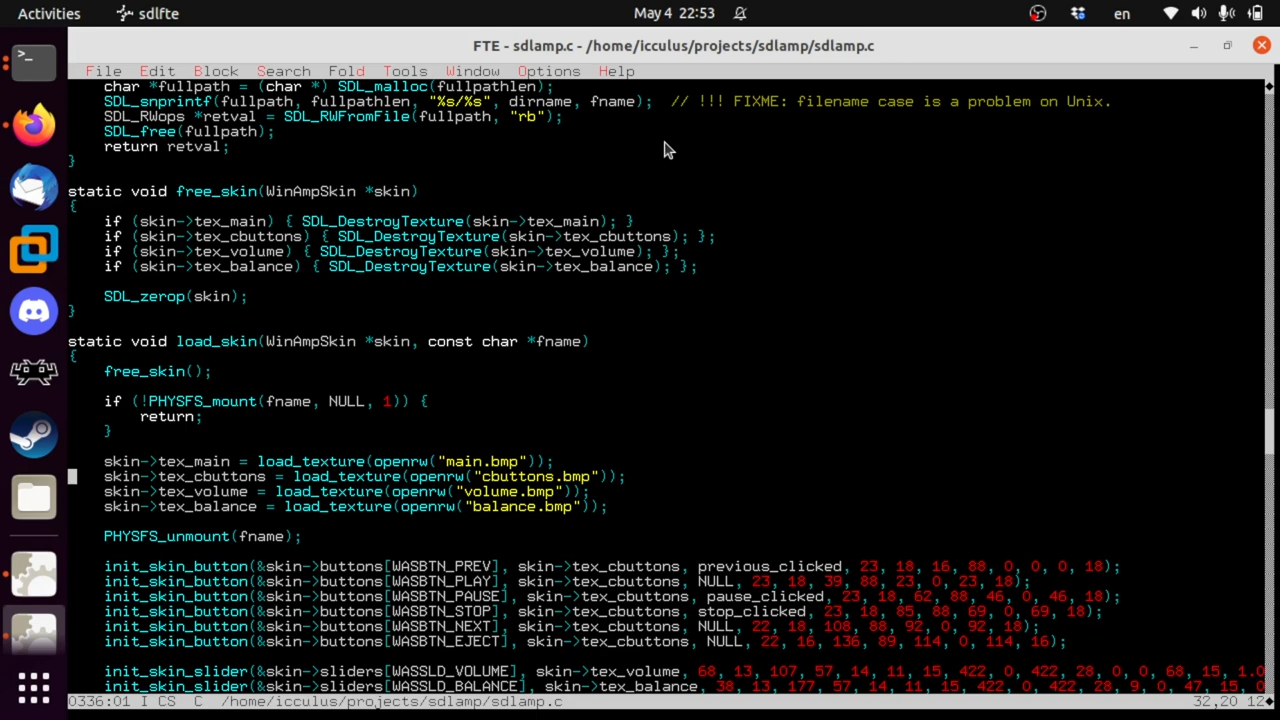 Activities sdlfte May 4 22:53 en
FTE - sdlamp.c - /home/icculus/projects/sdlamp/sdlamp.c
File Edit Block Search Fold Tools Window Options Help
char *fullpath = (char *) SDL_malloc(fullpathlen);
SDL_snprintf(fullpath, fullpathlen, "%s/%s", dirname, fname); // !!! FIXME: filename case is a problem on Unix.
SDL_RWops *retval = SDL_RWFromFile(fullpath, "rb");
SDL_free(fullpath);
return retval;
}
static void free_skin(WinAmpSkin *skin)
{
if (skin->tex_main) { SDL_DestroyTexture(skin->tex_main); }
if (skin->tex_cbuttons) { SDL_DestroyTexture(skin->tex_cbuttons); };
if (skin->tex_volume) { SDL_DestroyTexture(skin->tex_volume); };
if (skin->tex_balance) { SDL_DestroyTexture(skin->tex_balance); };
SDL_zerop(skin);
}
static void load_skin(WinAmpSkin *skin, const char *fname)
{
free_skin();
if (!PHYSFS_mount(fname, NULL, 1)) {
return;
}
skin->tex_main = load_texture(openrw("main.bmp"));
skin->tex_cbuttons = load_texture(openrw("cbuttons.bmp"));
skin->tex_volume = load_texture(openrw("volume.bmp"));
skin->tex_balance = load_texture(openrw("balance.bmp"));
PHYSFS_unmount(fname);
init_skin_button(&skin->buttons[WASBTN_PREV], skin->tex_cbuttons, previous_clicked, 23, 18, 16, 88, 0, 0, 0, 18);
init_skin_button(&skin->buttons[WASBTN_PLAY], skin->tex_cbuttons, NULL, 23, 18, 39, 88, 23, 0, 23, 18);
init_skin_button(&skin->buttons[WASBTN_PAUSE], skin->tex_cbuttons, pause_clicked, 23, 18, 62, 88, 46, 0, 46, 18);
init_skin_button(&skin->buttons[WASBTN_STOP], skin->tex_cbuttons, stop_clicked, 23, 18, 85, 88, 69, 0, 69, 18);
init_skin_button(&skin->buttons[WASBTN_NEXT], skin->tex_cbuttons, NULL, 22, 18, 108, 88, 92, 0, 92, 18);
init_skin_button(&skin->buttons[WASBTN_EJECT], skin->tex_cbuttons, NULL, 22, 16, 136, 89, 114, 0, 114, 16);
init_skin_slider(&skin->sliders[WASSLD_VOLUME], skin->tex_volume, 68, 13, 107, 57, 14, 11, 15, 422, 0, 422, 28, 0, 0, 68, 15, 1.0
init_skin_slider(&skin->sliders[WASSLD_BALANCE], skin->tex_balance, 38, 13, 177, 57, 14, 11, 15, 422, 0, 422, 28, 9, 0, 47, 15, 0
0336:01 I CS C /home/icculus/projects/sdlamp/sdlamp.c 32,20 12